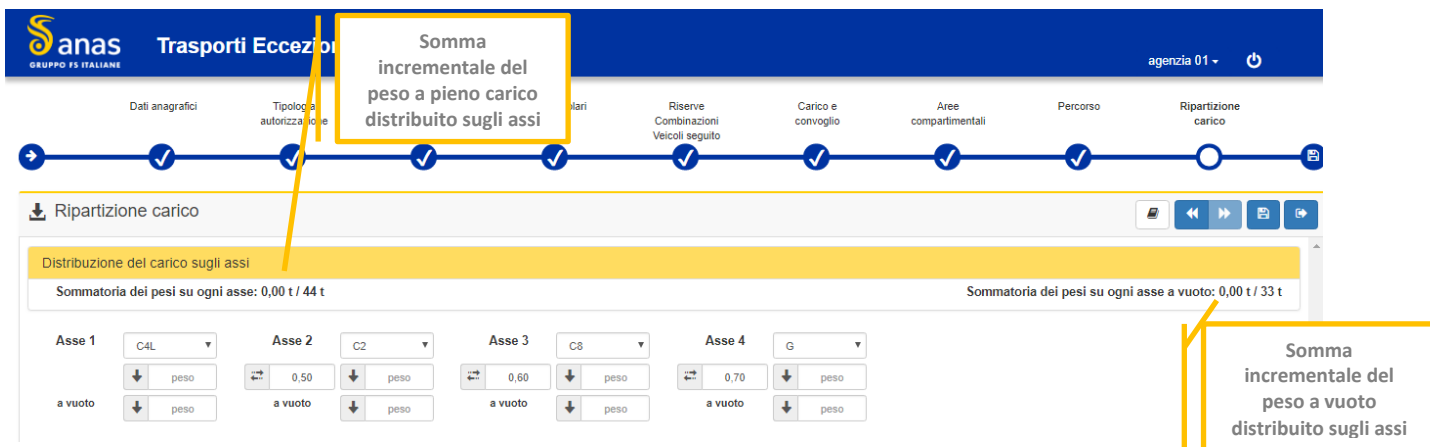 anas
GRUPPO FS ITALIANE
Trasporti Eccezion
agenzia 01
Somma
incrementale del
peso a pieno carico
distribuito sugli assi
Dati anagrafici
Tipologia
autorizzazione
olari
Riserve
Combinazioni
Veicoli seguito
Carico e
convoglio
Aree
compartimentali
Percorso
Ripartizione
carico
Ripartizione carico
Distribuzione del carico sugli assi
Sommatoria dei pesi su ogni asse: 0,00 t / 44 t
Sommatoria dei pesi su ogni asse a vuoto: 0,00 t / 33 t
Asse 1 C4L Asse 2 C2 Asse 3 C8 Asse 4 G
peso 0,50 peso 0,60 peso 0,70 peso
a vuoto peso a vuoto peso a vuoto peso a vuoto peso
Somma
incrementale del
peso a vuoto
distribuito sugli assi